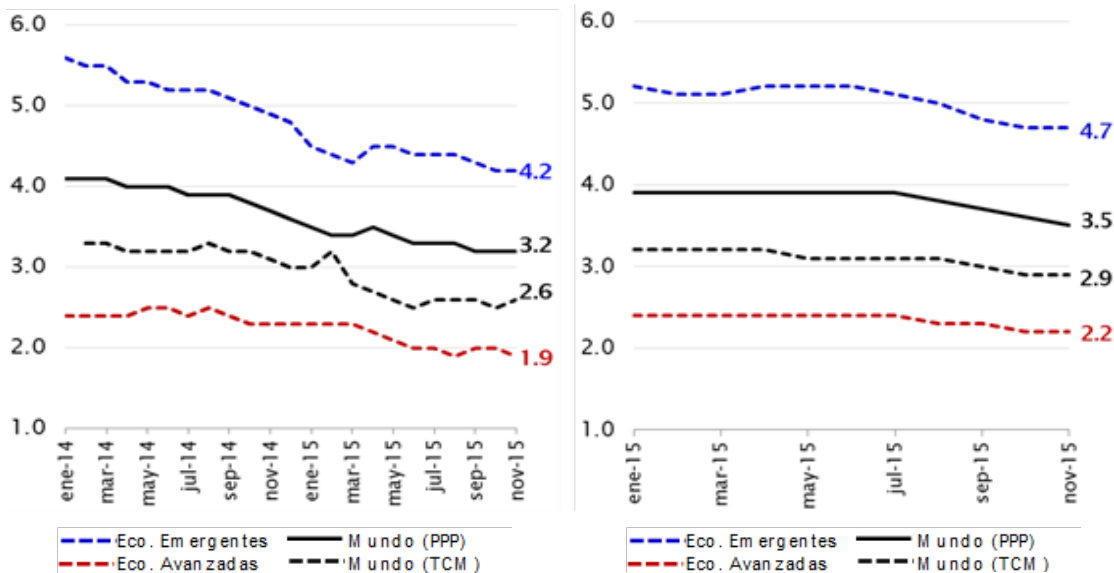 6.0
5.0
4.0
3.0
2.0
1.0
4.2
3.2
2.6
1.9
ene-14
mar-14
may-14
jul-14
sep-14
nov-14
ene-15
mar-15
may-15
jul-15
sep-15
nov-15
Eco. Emergentes
Mundo (PPP)
Eco. Avanzadas
Mundo (TCM)
6.0
5.0
4.0
3.0
2.0
1.0
4.7
3.5
2.9
2.2
ene-15
mar-15
may-15
jul-15
sep-15
nov-15
Eco. Emergentes
Mundo (PPP)
Eco. Avanzadas
Mundo (TCM)